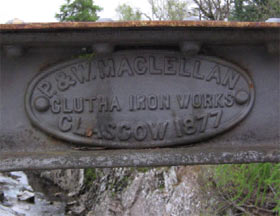 P. & W. MACLELLAN
CLUTHA IRON WORKS
GLASGOW 1877